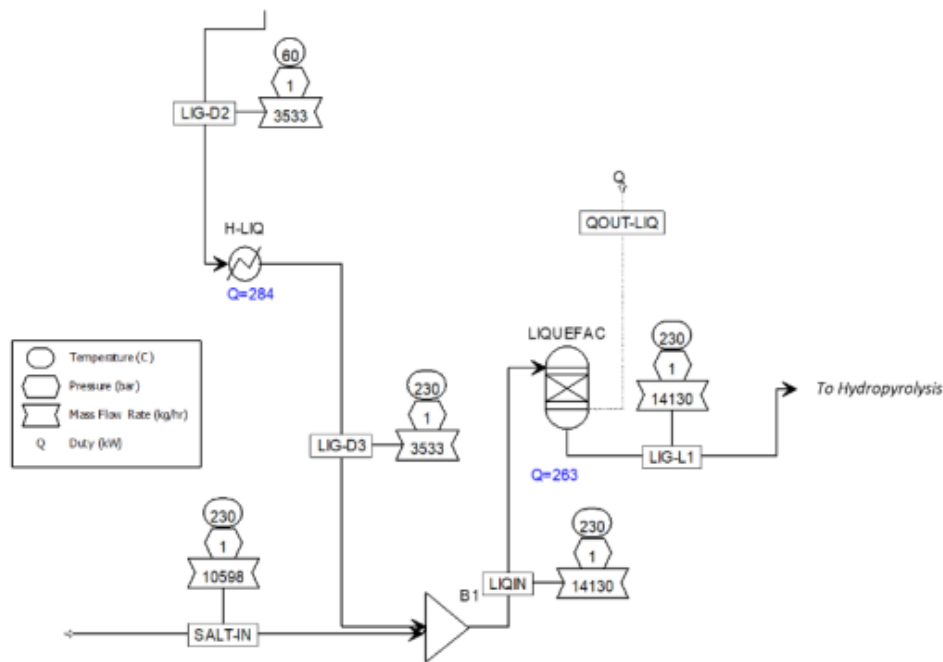 60
1
3533
LIG-D2
Q
QOUT-LIQ
H-LIQ
Q=284
LIQUEFAC
230
1
14130
To Hydropyrolysis
LIG-L1
Q=263
Temperature (C)
Pressure (bar)
Mass Flow Rate (kg/hr)
Q Duty (kW)
230
1
3533
LIG-D3
230
1
10598
SALT-IN
230
1
14130
LIQIN
B1